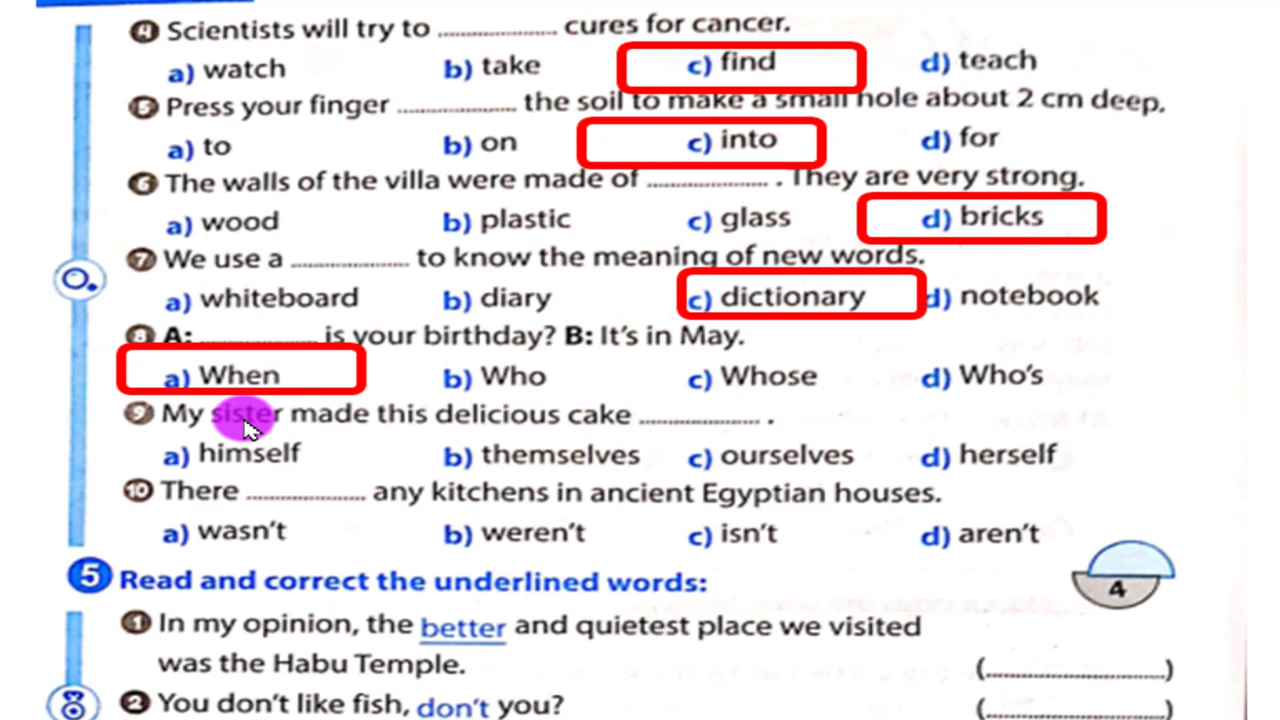 4 Scientists will try to .................... cures for cancer.
a) watch b) take c) find d) teach
5 Press your finger .................... the soil to make a small hole about 2 cm deep.
a) to b) on c) into d) for
6 The walls of the villa were made of .................... . They are very strong.
a) wood b) plastic c) glass d) bricks
7 We use a .................... to know the meaning of new words.
a) whiteboard b) diary c) dictionary d) notebook
8 A: .................... is your birthday? B: It's in May.
a) When b) Who c) Whose d) Who's
9 My sister made this delicious cake .................... .
a) himself b) themselves c) ourselves d) herself
10 There .................... any kitchens in ancient Egyptian houses.
a) wasn't b) weren't c) isn't d) aren't
5 Read and correct the underlined words: 4
1 In my opinion, the better and quietest place we visited
was the Habu Temple. (....................)
2 You don't like fish, don't you? (....................)